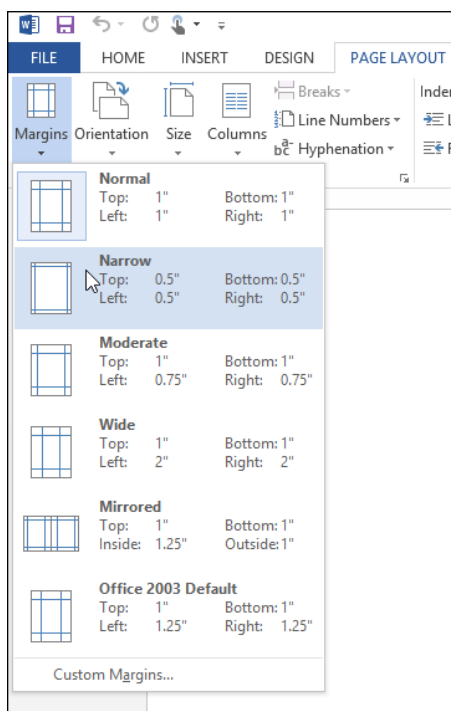 FILE HOME INSERT DESIGN PAGE LAYOUT
Margins Orientation Size Columns
Breaks
Line Numbers
Hyphenation
Inden
Normal
Top: 1" Bottom: 1"
Left: 1" Right: 1"
Narrow
Top: 0.5" Bottom: 0.5"
Left: 0.5" Right: 0.5"
Moderate
Top: 1" Bottom: 1"
Left: 0.75" Right: 0.75"
Wide
Top: 1" Bottom: 1"
Left: 2" Right: 2"
Mirrored
Top: 1" Bottom: 1"
Inside: 1.25" Outside: 1"
Office 2003 Default
Top: 1" Bottom: 1"
Left: 1.25" Right: 1.25"
Custom Margins...